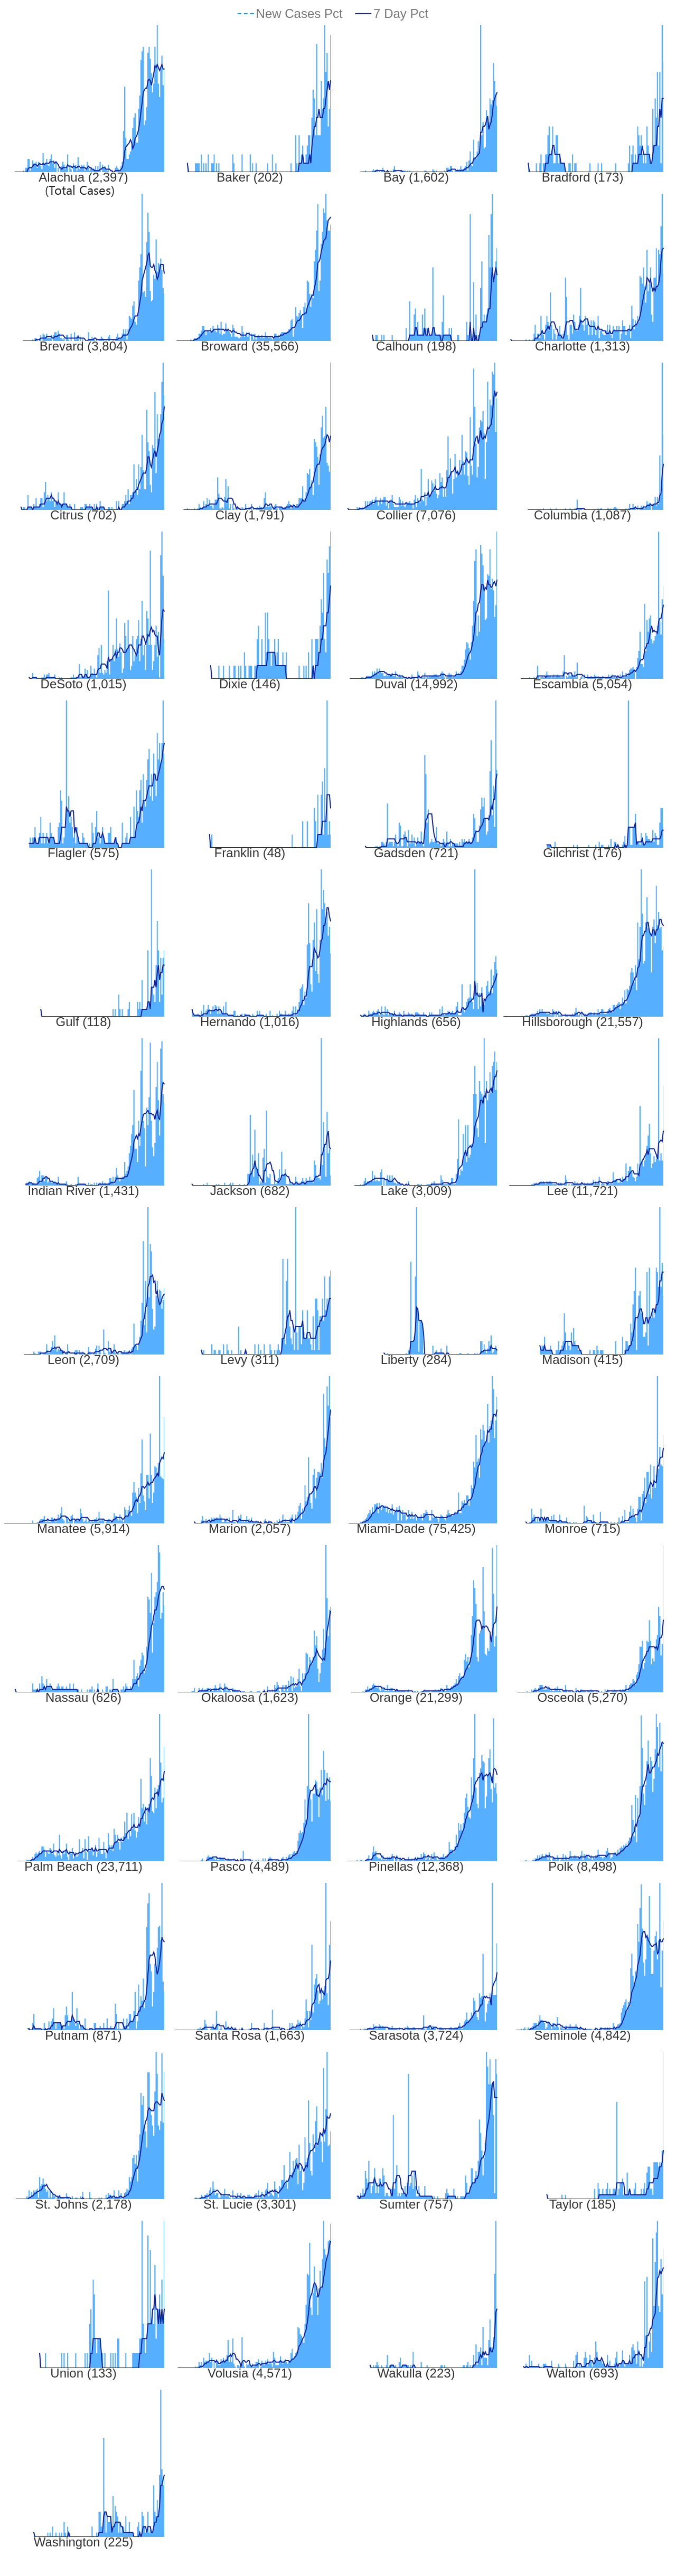 New Cases Pct 7 Day Pct
Alachua (2,397) Baker (202) Bay (1,602) Bradford (173)
(Total Cases)
Brevard (3,804) Broward (35,566) Calhoun (198) Charlotte (1,313)
Citrus (702) Clay (1,791) Collier (7,076) Columbia (1,087)
DeSoto (1,015) Dixie (146) Duval (14,992) Escambia (5,054)
Flagler (575) Franklin (48) Gadsden (721) Gilchrist (176)
Gulf (118) Hernando (1,016) Highlands (656) Hillsborough (21,557)
Indian River (1,431) Jackson (682) Lake (3,009) Lee (11,721)
Leon (2,709) Levy (311) Liberty (284) Madison (415)
Manatee (5,914) Marion (2,057) Miami-Dade (75,425) Monroe (715)
Nassau (626) Okaloosa (1,623) Orange (21,299) Osceola (5,270)
Palm Beach (23,711) Pasco (4,489) Pinellas (12,368) Polk (8,498)
Putnam (871) Santa Rosa (1,663) Sarasota (3,724) Seminole (4,842)
St. Johns (2,178) St. Lucie (3,301) Sumter (757) Taylor (185)
Union (133) Volusia (4,571) Wakulla (223) Walton (693)
Washington (225)